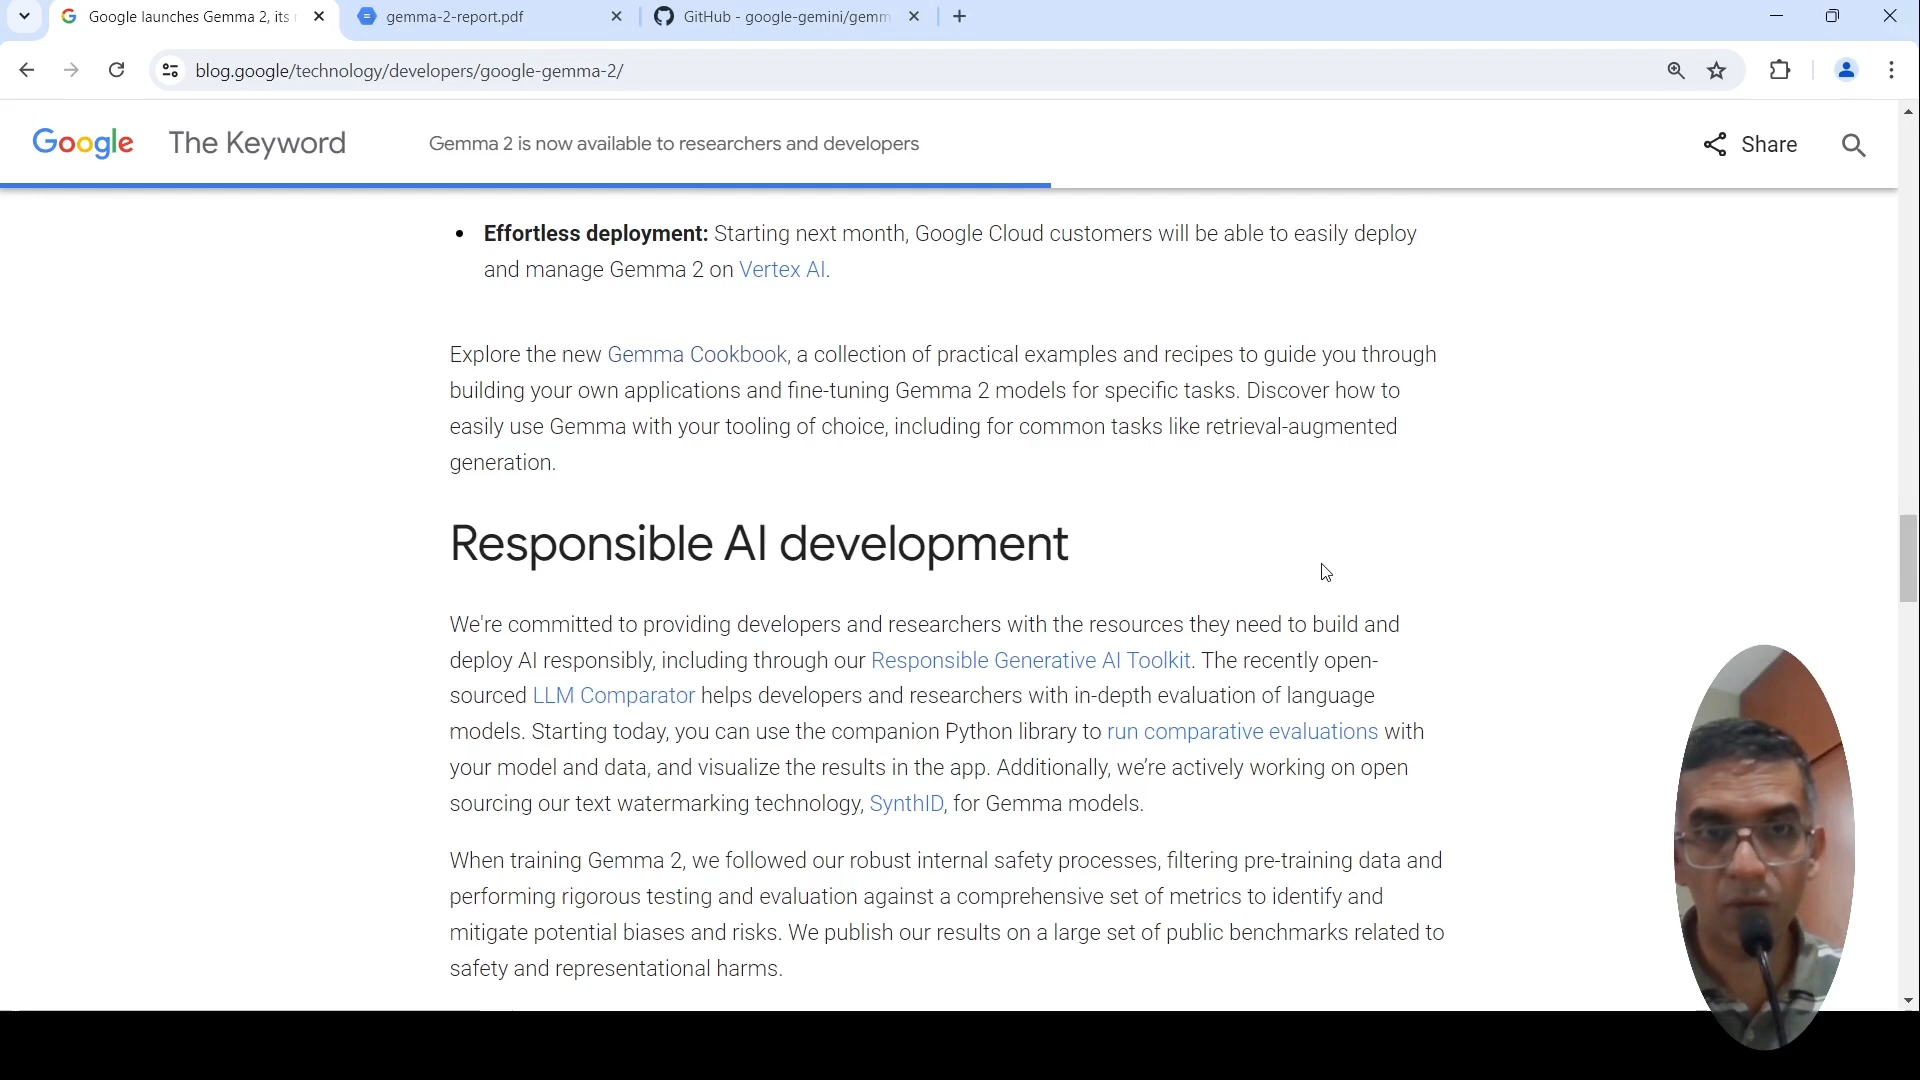 Google launches Gemma 2, its
gemma-2-report.pdf
GitHub - google-gemini/gemm
blog.google/technology/developers/google-gemma-2/
Google The Keyword
Gemma 2 is now available to researchers and developers
Share
• Effortless deployment: Starting next month, Google Cloud customers will be able to easily deploy
and manage Gemma 2 on Vertex AI.
Explore the new Gemma Cookbook, a collection of practical examples and recipes to guide you through
building your own applications and fine-tuning Gemma 2 models for specific tasks. Discover how to
easily use Gemma with your tooling of choice, including for common tasks like retrieval-augmented
generation.
Responsible AI development
We're committed to providing developers and researchers with the resources they need to build and
deploy AI responsibly, including through our Responsible Generative AI Toolkit. The recently open-
sourced LLM Comparator helps developers and researchers with in-depth evaluation of language
models. Starting today, you can use the companion Python library to run comparative evaluations with
your model and data, and visualize the results in the app. Additionally, we’re actively working on open
sourcing our text watermarking technology, SynthID, for Gemma models.
When training Gemma 2, we followed our robust internal safety processes, filtering pre-training data and
performing rigorous testing and evaluation against a comprehensive set of metrics to identify and
mitigate potential biases and risks. We publish our results on a large set of public benchmarks related to
safety and representational harms.